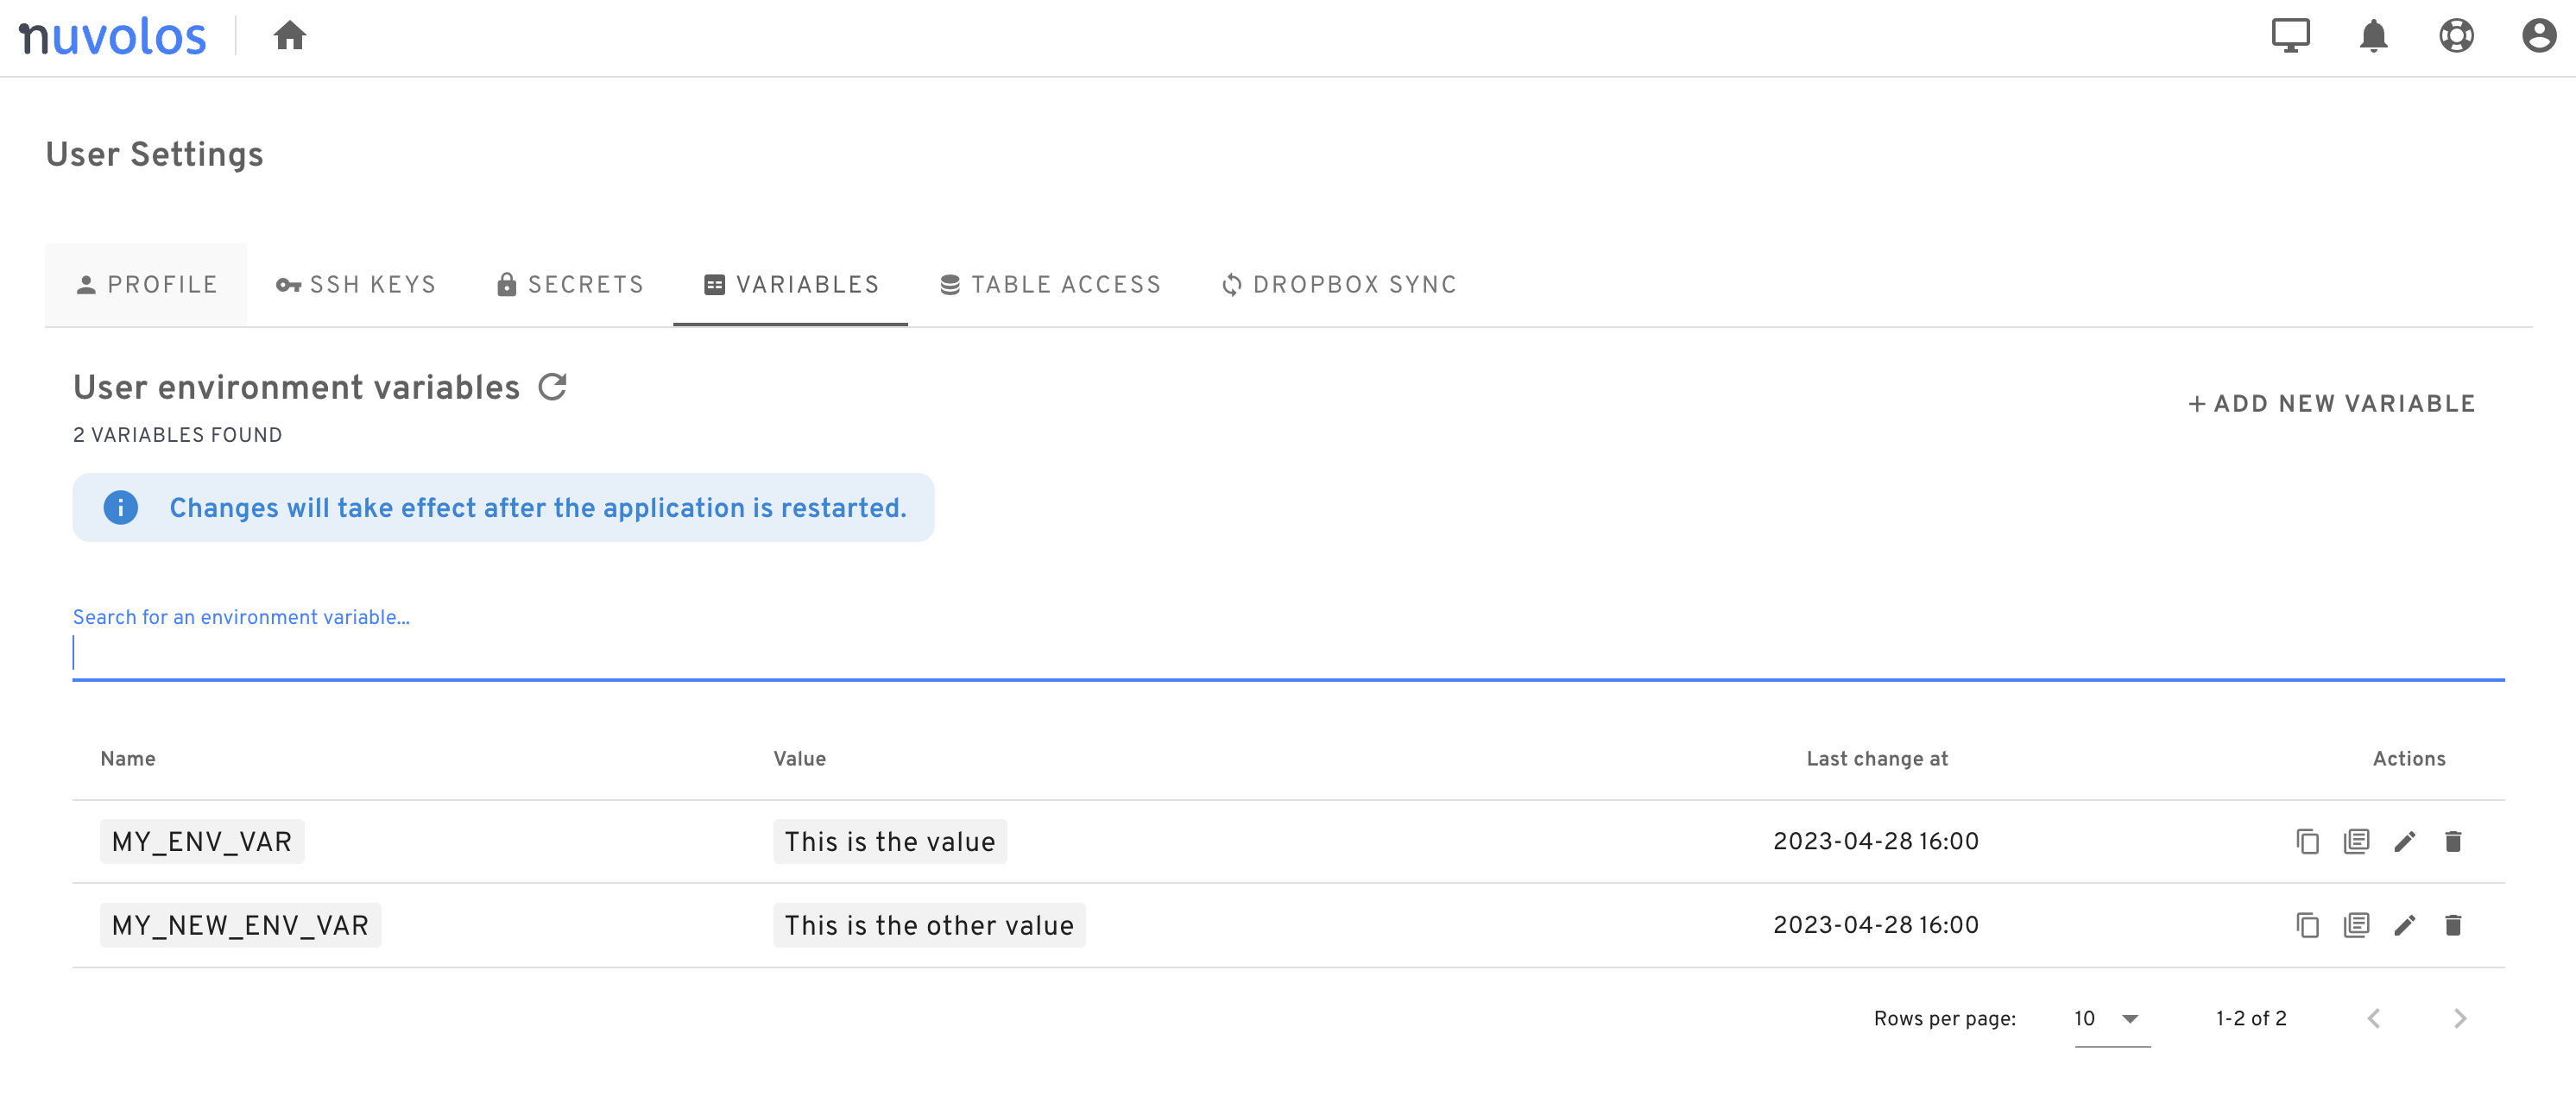 nuvolos
User Settings
PROFILE SSH KEYS SECRETS VARIABLES TABLE ACCESS DROPBOX SYNC
User environment variables
+ ADD NEW VARIABLE
2 VARIABLES FOUND
Changes will take effect after the application is restarted.
Search for an environment variable...
Name Value Last change at Actions
MY_ENV_VAR This is the value 2023-04-28 16:00
MY_NEW_ENV_VAR This is the other value 2023-04-28 16:00
Rows per page: 10 1-2 of 2